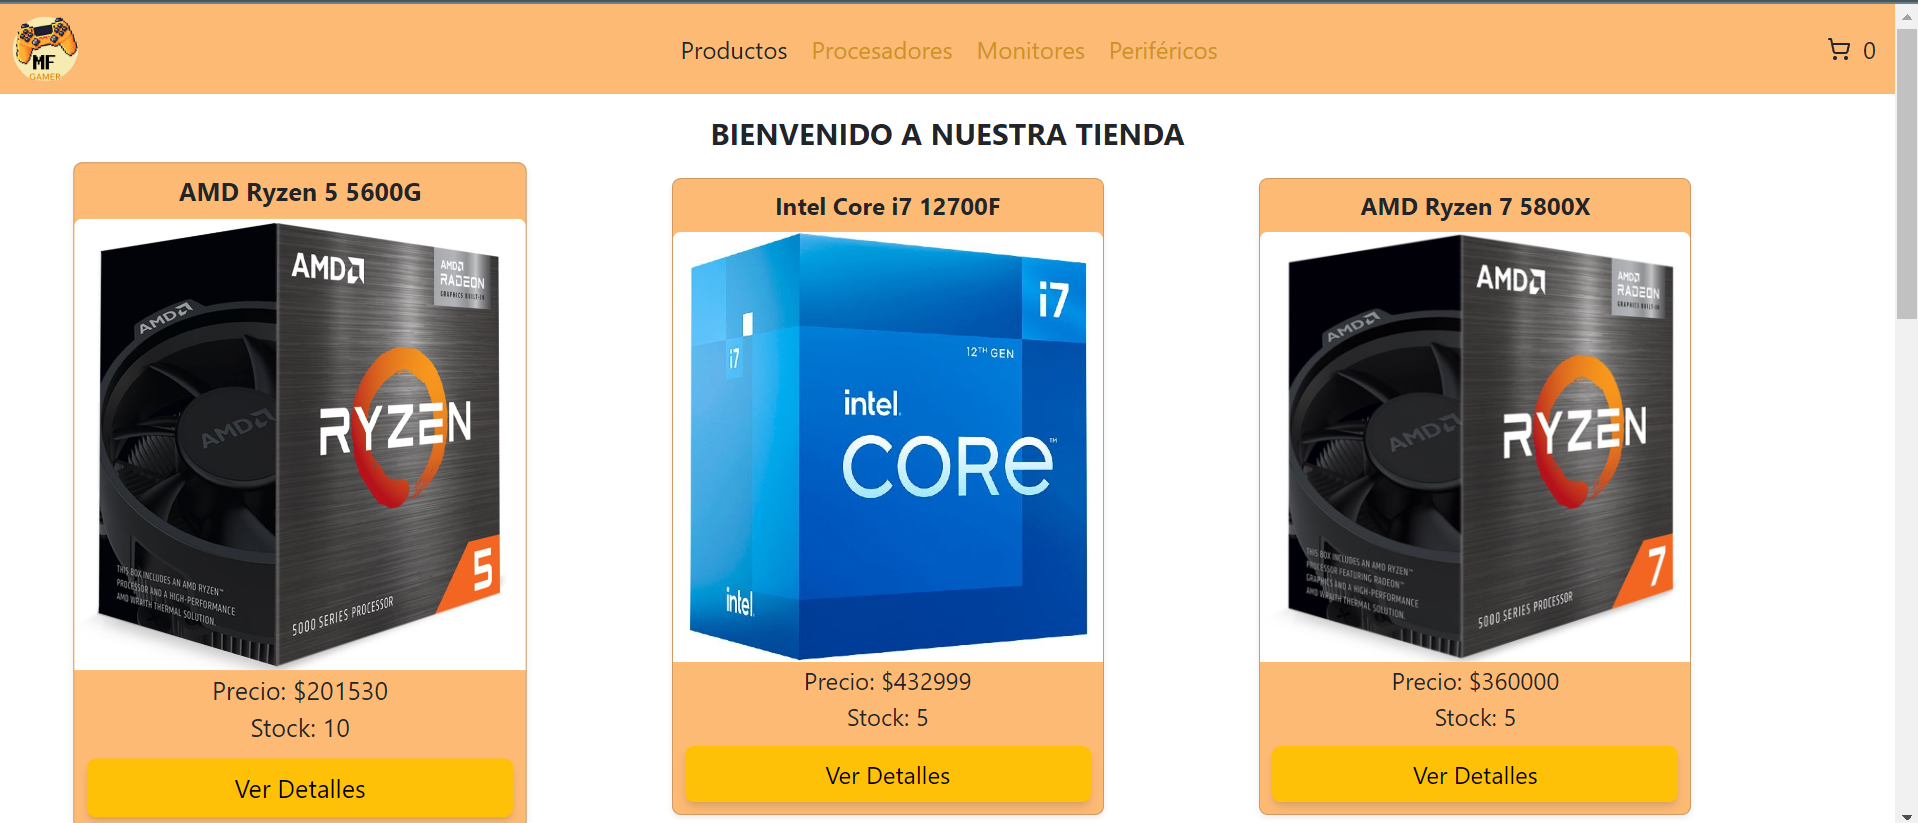 MF
GAMER
Productos Procesadores Monitores Periféricos
0
BIENVENIDO A NUESTRA TIENDA
AMD Ryzen 5 5600G
AMD
AMD
RADEON
GRAPHICS BUILT-IN
AMD
AMD
RYZEN
5
THIS BOX INCLUDES AN AMD RYZEN™
PROCESSOR AND A HIGH-PERFORMANCE
AMD WRAITH THERMAL SOLUTION.
5000 SERIES PROCESSOR
Precio: $201530
Stock: 10
Ver Detalles
Intel Core i7 12700F
i7
i7
12TH GEN
intel.
CORE™
intel.
Precio: $432999
Stock: 5
Ver Detalles
AMD Ryzen 7 5800X
AMD
AMD
RADEON
GRAPHICS BUILT-IN
AMD
AMD
RYZEN
7
THIS BOX INCLUDES AN AMD RYZEN™
PROCESSOR FEATURING RADEON™
GRAPHICS AND A HIGH-PERFORMANCE
AMD WRAITH THERMAL SOLUTION.
5000 SERIES PROCESSOR
Precio: $360000
Stock: 5
Ver Detalles